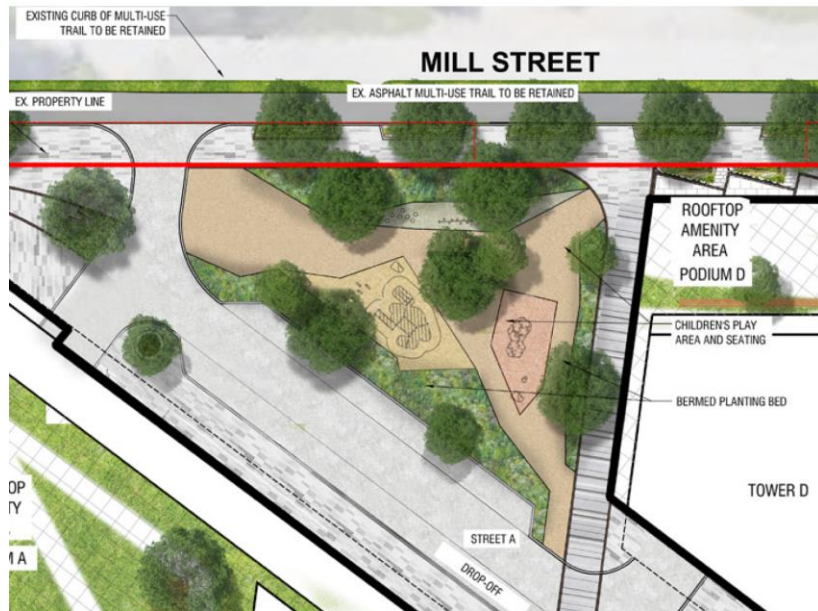 EXISTING CURB OF MULTI-USE
TRAIL TO BE RETAINED
MILL STREET
EX. PROPERTY LINE
EX. ASPHALT MULTI-USE TRAIL TO BE RETAINED
ROOFTOP
AMENITY
AREA
PODIUM D
CHILDREN'S PLAY
AREA AND SEATING
BERMED PLANTING BED
TOWER D
OP
TY
M A
STREET A
DROP-OFF